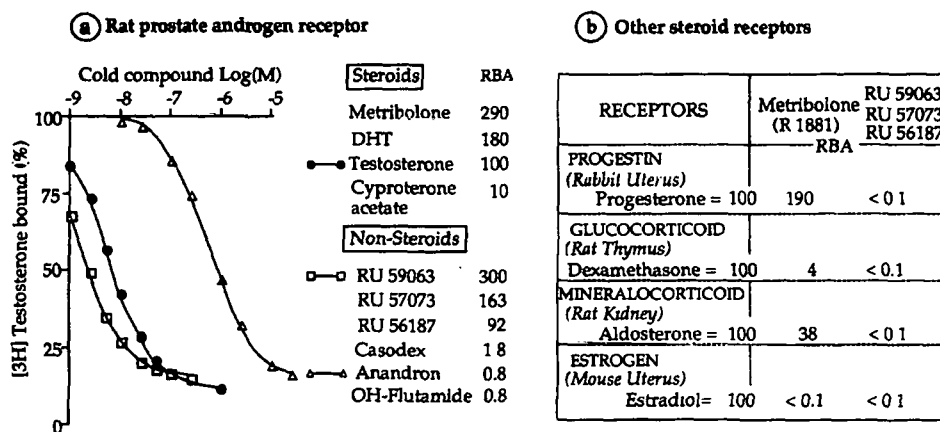 a Rat prostate androgen receptor
Cold compound Log(M)
-9 -8 -7 -6 -5
100
75
50
25
0
[3H] Testosterone bound (%)
Steroids RBA
Metribolone 290
DHT 180
Testosterone 100
Cyproterone acetate 10
Non-Steroids
RU 59063 300
RU 57073 163
RU 56187 92
Casodex 1 8
Anandron 0.8
OH-Flutamide 0.8
b Other steroid receptors
RECEPTORS
Metribolone
(R 1881)
RU 59063
RU 57073
RU 56187
RBA
PROGESTIN
(Rabbit Uterus)
Progesterone = 100 190 < 0 1
GLUCOCORTICOID
(Rat Thymus)
Dexamethasone = 100 4 < 0.1
MINERALOCORTICOID
(Rat Kidney)
Aldosterone = 100 38 < 0 1
ESTROGEN
(Mouse Uterus)
Estradiol= 100 < 0.1 < 0 1